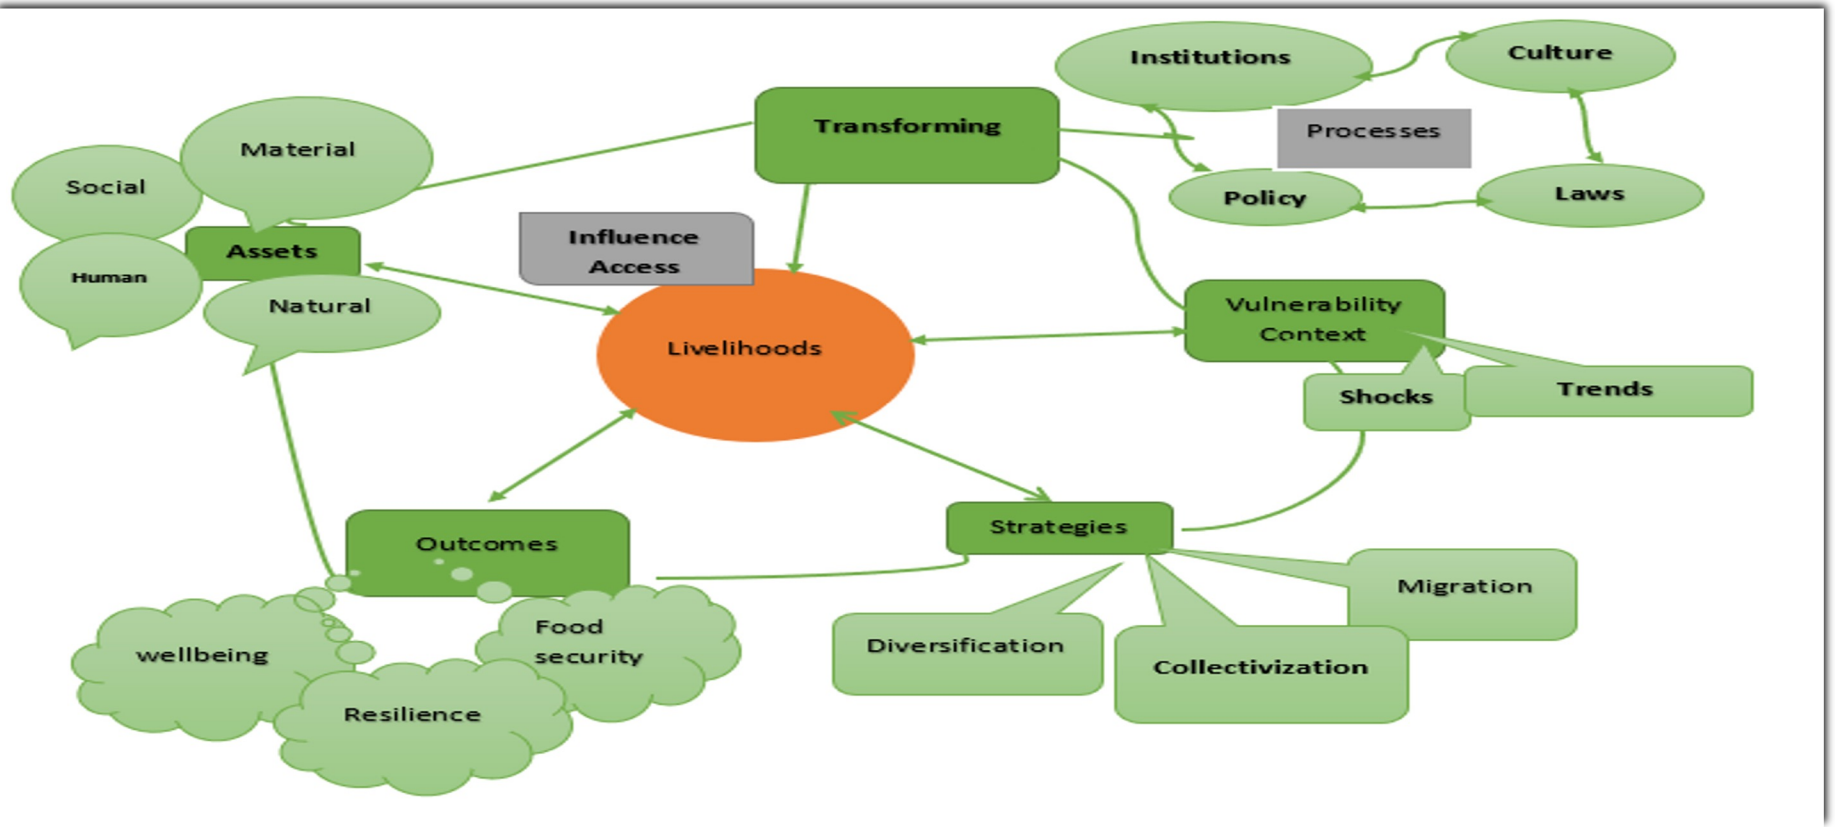 Institutions
Culture
Transforming
Processes
Material
Social
Policy
Laws
Influence
Access
Assets
Human
Natural
Vulnerability
Context
Livelihoods
Shocks
Trends
Strategies
Outcomes
Migration
Diversification
Collectivization
Food
security
wellbeing
Resilience